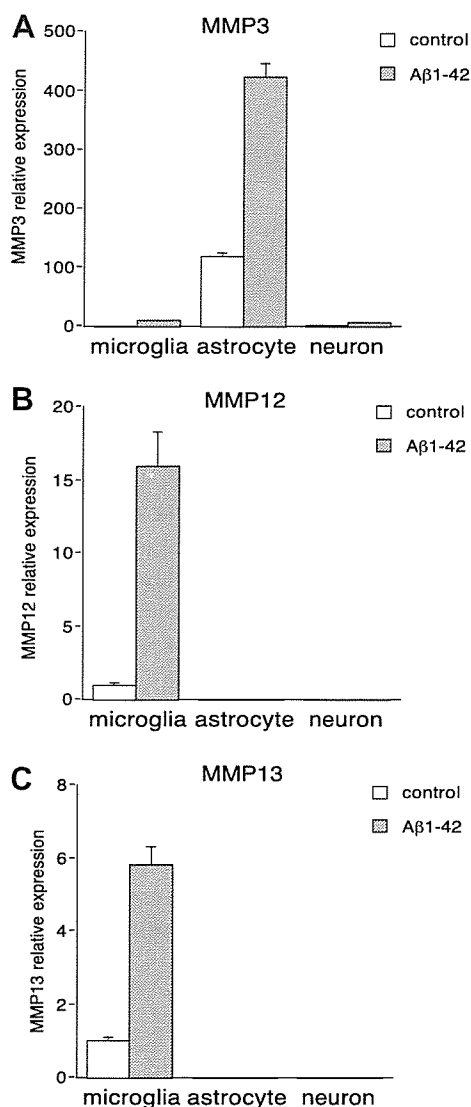 A
MMP3
control
Aβ1-42
MMP3 relative expression
500
400
300
200
100
0
microglia astrocyte neuron
B
MMP12
control
Aβ1-42
MMP12 relative expression
20
15
10
5
0
microglia astrocyte neuron
C
MMP13
control
Aβ1-42
MMP13 relative expression
8
6
4
2
0
microglia astrocyte neuron